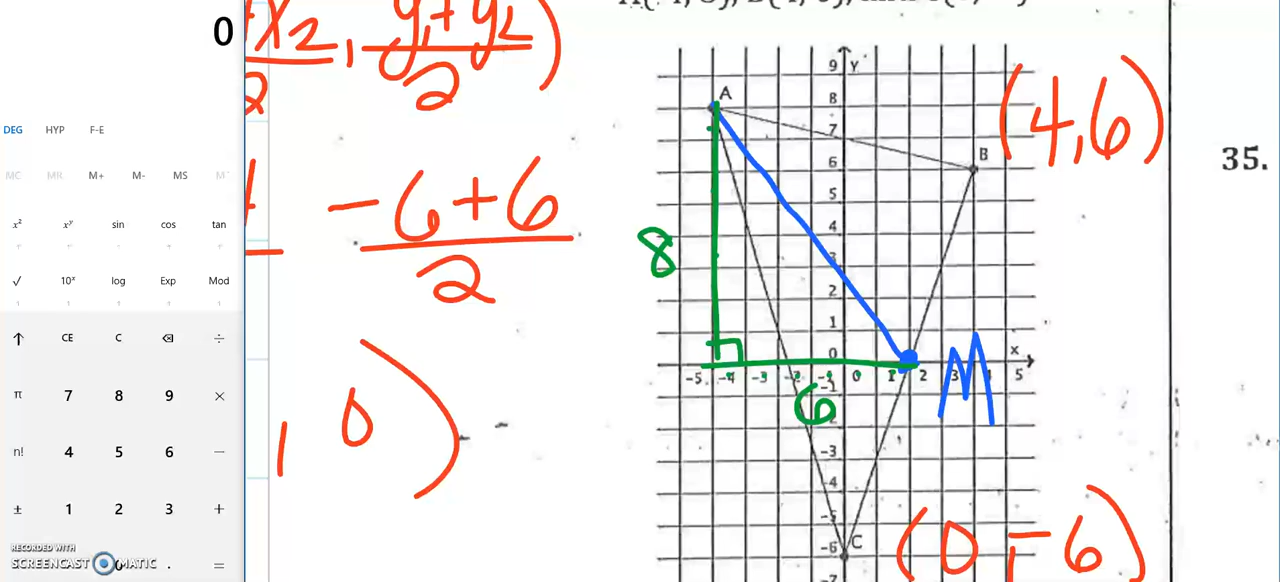 0
DEG HYP F-E
MC MR M+ M- MS
x² xʸ sin cos tan
√ 10ˣ log Exp Mod
↑ CE C ⌫ ÷
π 7 8 9 ×
n! 4 5 6 −
± 1 2 3 +
. =
RECORDED WITH
SCREENCAST MATIC
+x2/2, y1+y2/2)
-6+6
2
, 0)
(4,6)
35.
9 Y
A
8
7
B
6
5
4
3
2
1
0
x
-5 -4 -3 -2 -1 0 1 2 3 4 5
-1
-2
-3
-4
-5
-6 C
-7
8
6
M
(0,-6)